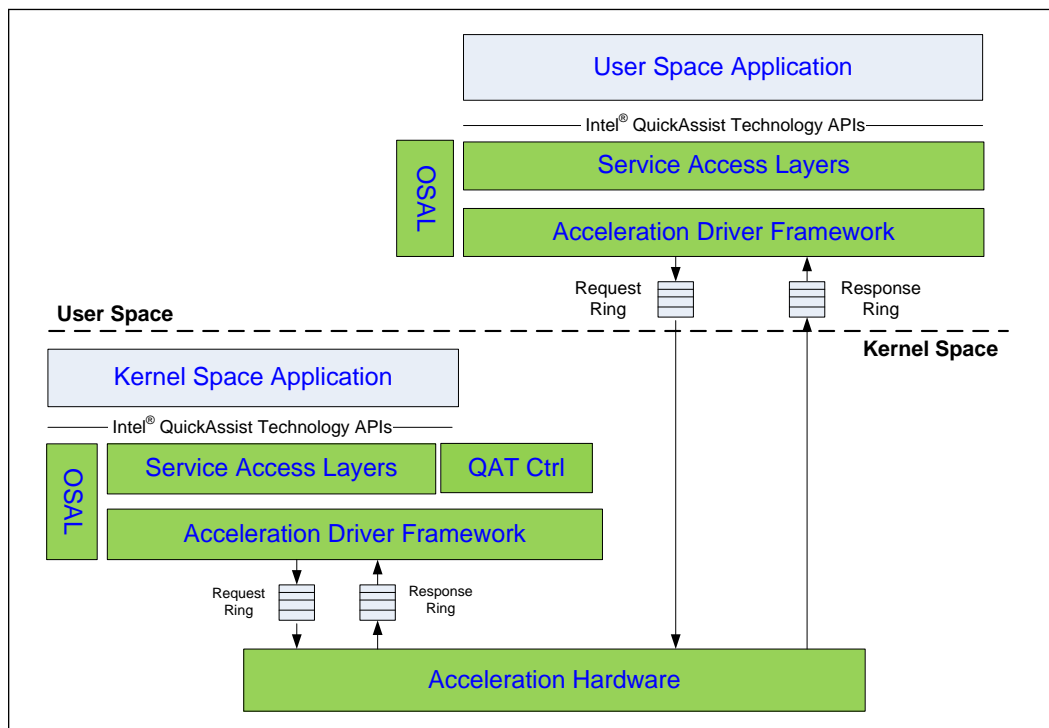 User Space Application
Intel® QuickAssist Technology APIs
OSAL
Service Access Layers
Acceleration Driver Framework
Request
Ring
Response
Ring
User Space
Kernel Space
Kernel Space Application
Intel® QuickAssist Technology APIs
OSAL
Service Access Layers
QAT Ctrl
Acceleration Driver Framework
Request
Ring
Response
Ring
Acceleration Hardware